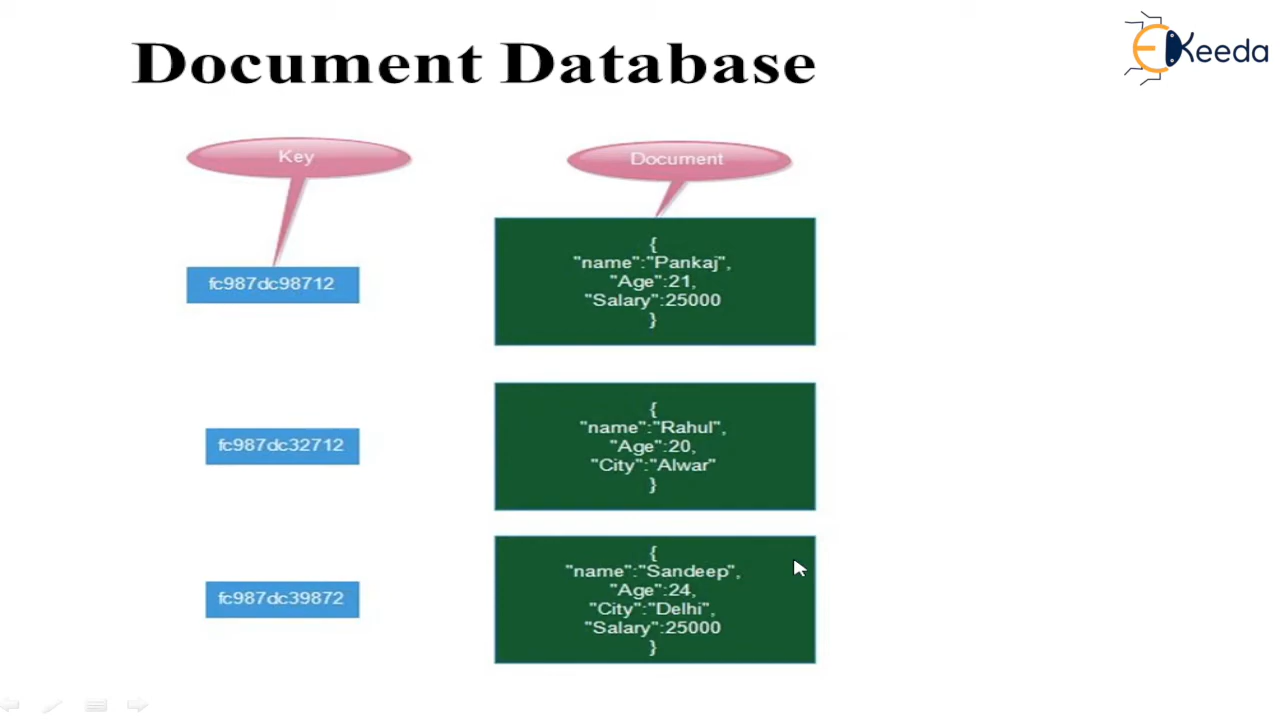 Document Database
EKeeda
Key
Document
fc987dc98712
{
"name":"Pankaj",
"Age":21,
"Salary":25000
}
fc987dc32712
{
"name":"Rahul",
"Age":20,
"City":"Alwar"
}
fc987dc39872
{
"name":"Sandeep",
"Age":24,
"City":"Delhi",
"Salary":25000
}